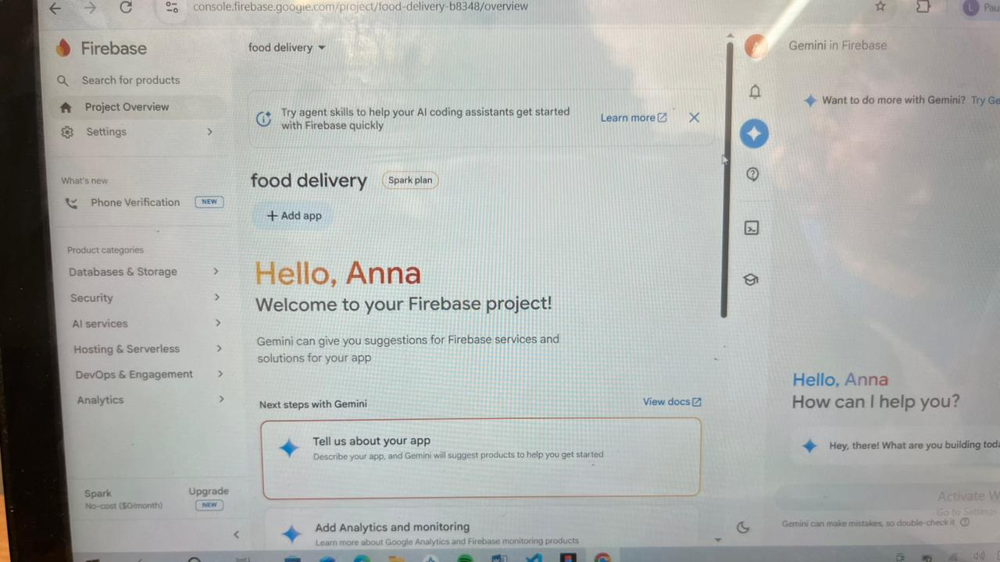 console.firebase.google.com/project/food-delivery-b8348/overview
Firebase
Search for products
Project Overview
Settings
What's new
Phone Verification NEW
Product categories
Databases & Storage
Security
AI services
Hosting & Serverless
DevOps & Engagement
Analytics
Spark
No-cost ($0/month)
Upgrade
NEW
food delivery
Try agent skills to help your AI coding assistants get started
with Firebase quickly
Learn more
food delivery Spark plan
+ Add app
Hello, Anna
Welcome to your Firebase project!
Gemini can give you suggestions for Firebase services and
solutions for your app
Next steps with Gemini View docs
Tell us about your app
Describe your app, and Gemini will suggest products to help you get started
Add Analytics and monitoring
Learn more about Google Analytics and Firebase monitoring products
L Pau
Gemini in Firebase
Want to do more with Gemini? Try Ge
Hello, Anna
How can I help you?
Hey, there! What are you building toda
Activate W
Go to Settings
Gemini can make mistakes, so double-check it